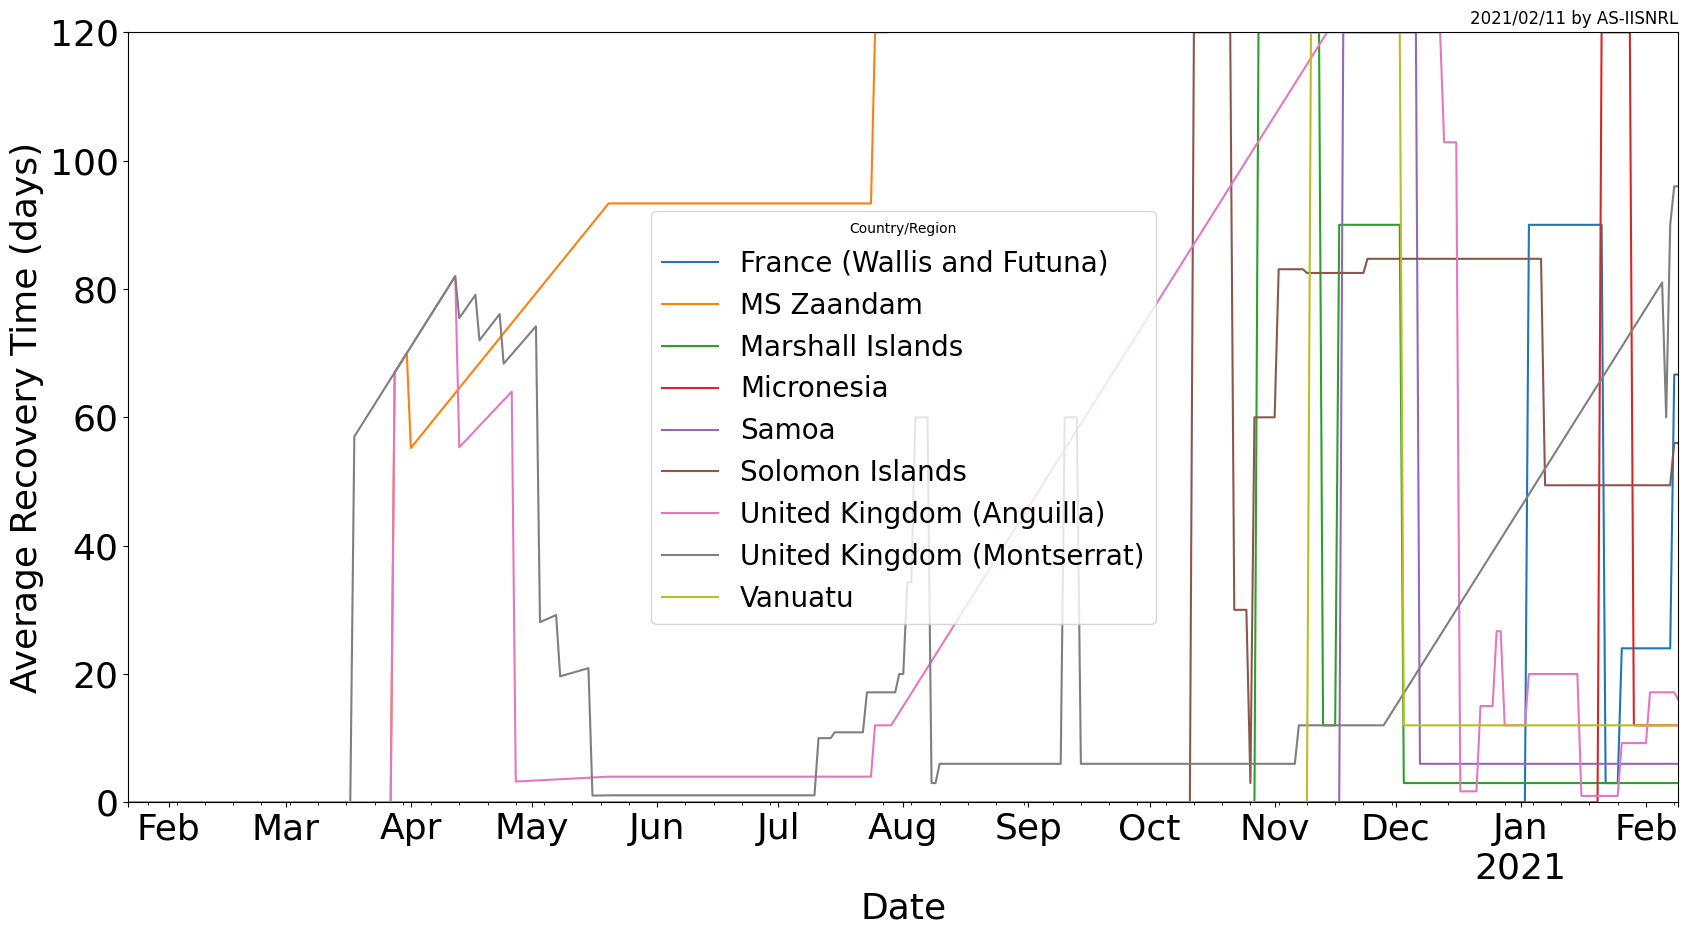 2021/02/11 by AS-IISNRL
120
100
80
60
40
20
0
Average Recovery Time (days)
Country/Region
France (Wallis and Futuna)
MS Zaandam
Marshall Islands
Micronesia
Samoa
Solomon Islands
United Kingdom (Anguilla)
United Kingdom (Montserrat)
Vanuatu
Feb Mar Apr May Jun Jul Aug Sep Oct Nov Dec Jan Feb
2021
Date